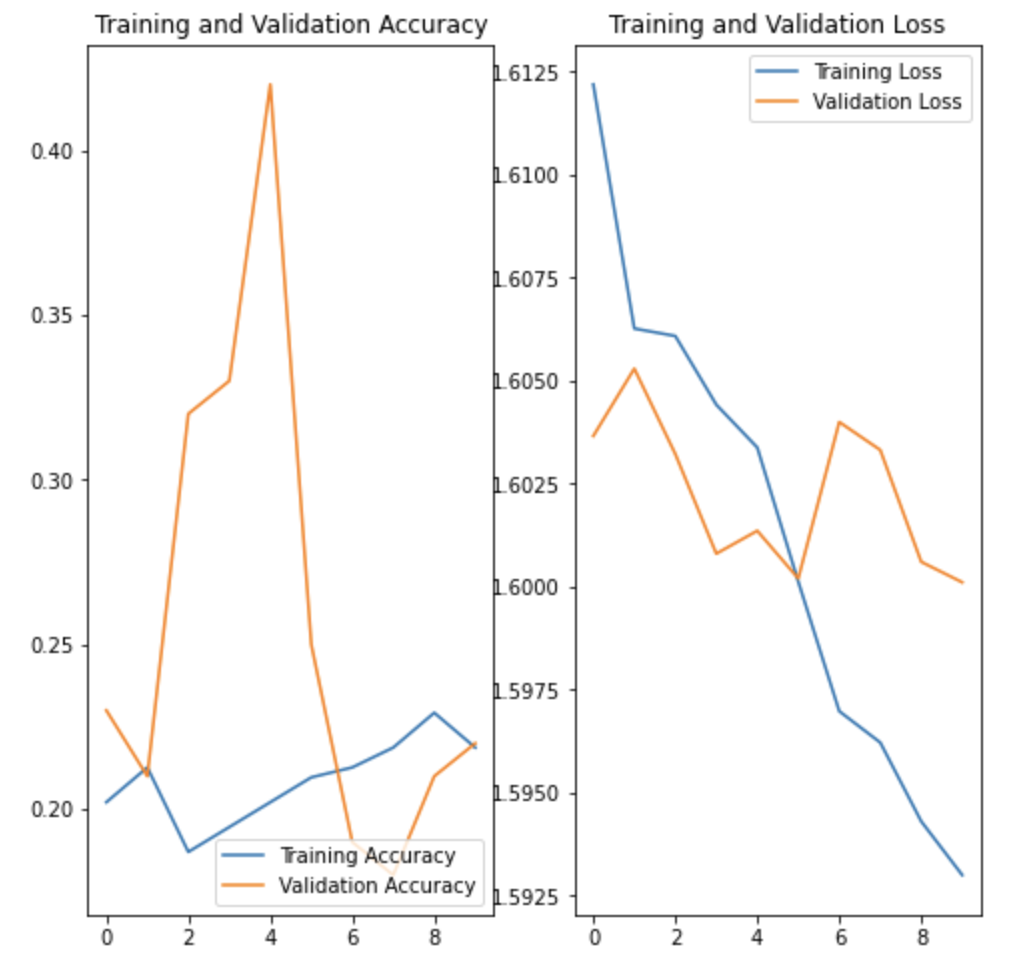 Training and Validation Accuracy
0.40
0.35
0.30
0.25
0.20
0 2 4 6 8
Training Accuracy
Validation Accuracy
Training and Validation Loss
1.6125
1.6100
1.6075
1.6050
1.6025
1.6000
1.5975
1.5950
1.5925
0 2 4 6 8
Training Loss
Validation Loss